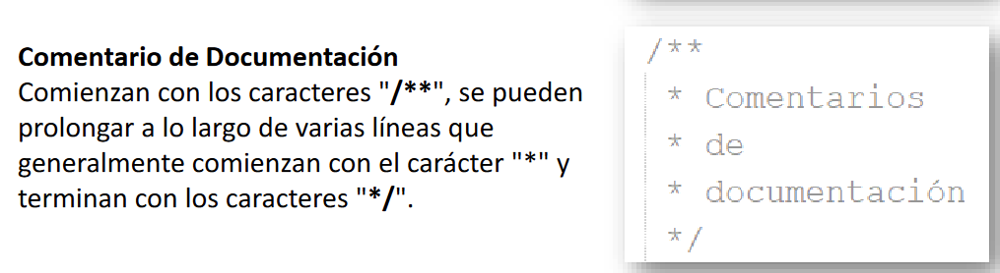 Comentario de Documentación
Comienzan con los caracteres "/**", se pueden
prolongar a lo largo de varias líneas que
generalmente comienzan con el carácter "*" y
terminan con los caracteres "*/".
/**
* Comentarios
* de
* documentación
*/